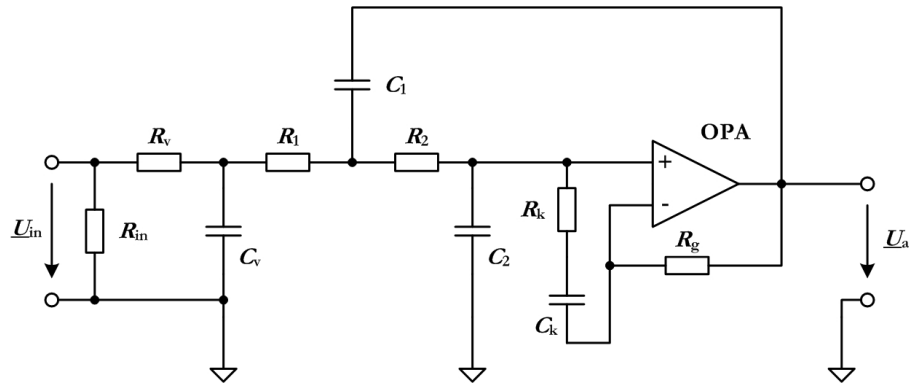 C1
OPA
Rv
R1
R2
+
Rk
-
Uin
Rin
Cv
C2
Rg
Ua
Ck